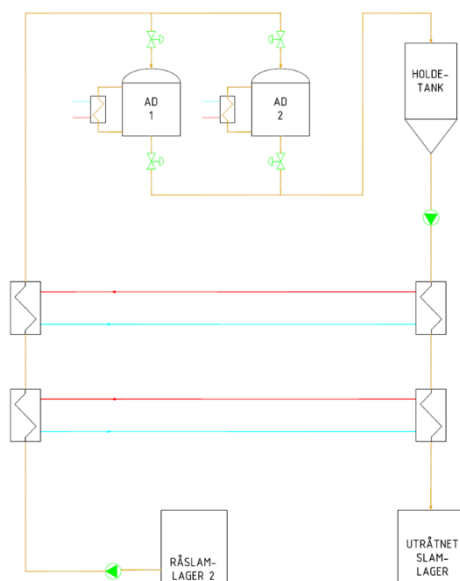 AD
1
AD
2
HOLDE-
TANK
RÅSLAM-
LAGER 2
UTRÅTNET
SLAM-
LAGER